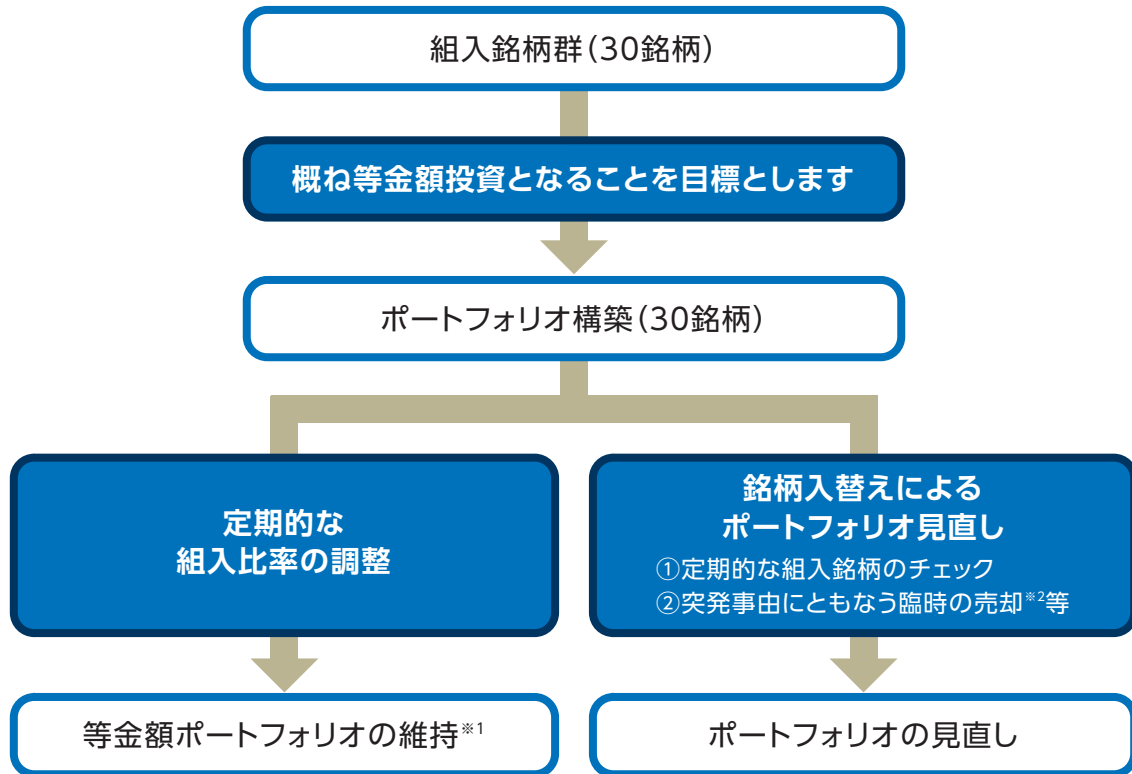 組入銘柄群（30銘柄）
概ね等金額投資となることを目標とします
ポートフォリオ構築（30銘柄）
定期的な
組入比率の調整
銘柄入替えによる
ポートフォリオ見直し
①定期的な組入銘柄のチェック
②突発事由にともなう臨時の売却※2等
等金額ポートフォリオの維持※1
ポートフォリオの見直し